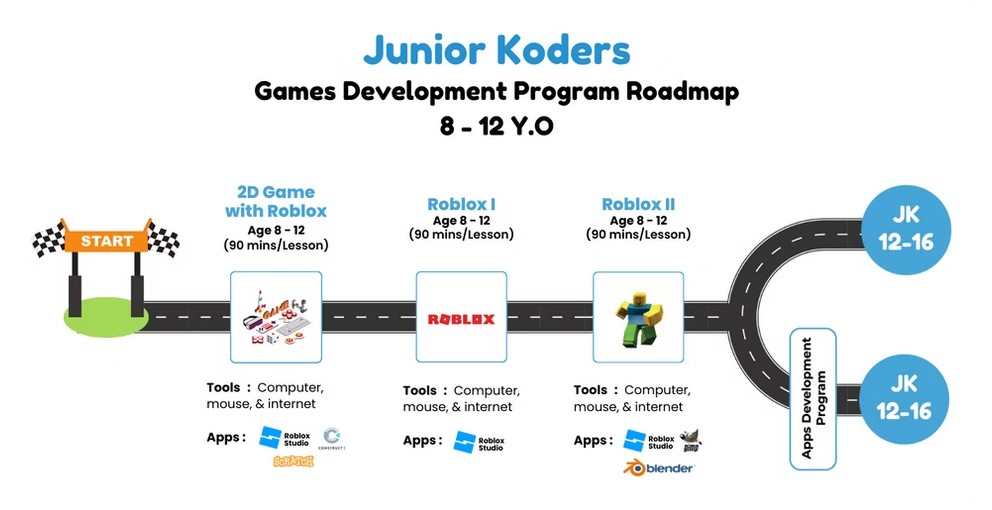 Junior Koders
Games Development Program Roadmap
8 - 12 Y.O
START
2D Game
with Roblox
Age 8 - 12
(90 mins/Lesson)
Tools : Computer,
mouse, & internet
Apps :
Roblox
Studio
CONSTRUCT 3
SCRATCH
Roblox I
Age 8 - 12
(90 mins/Lesson)
ROBLOX
Tools : Computer,
mouse, & internet
Apps :
Roblox
Studio
Roblox II
Age 8 - 12
(90 mins/Lesson)
Tools : Computer,
mouse, & internet
Apps :
Roblox
Studio
gimp
blender
JK
12-16
Apps Development
Program
JK
12-16